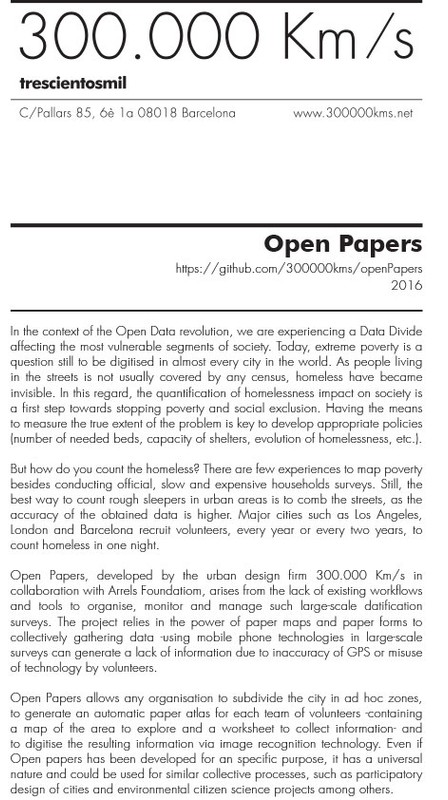 300.000 Km/s
trescientosmil
C/Pallars 85, 6è 1a 08018 Barcelona www.300000kms.net
Open Papers
https://github.com/300000kms/openPapers
2016
In the context of the Open Data revolution, we are experiencing a Data Divide
affecting the most vulnerable segments of society. Today, extreme poverty is a
question still to be digitised in almost every city in the world. As people living
in the streets is not usually covered by any census, homeless have became
invisible. In this regard, the quantification of homelessness impact on society is
a first step towards stopping poverty and social exclusion. Having the means
to measure the true extent of the problem is key to develop appropriate policies
(number of needed beds, capacity of shelters, evolution of homelessness, etc.).
But how do you count the homeless? There are few experiences to map poverty
besides conducting official, slow and expensive households surveys. Still, the
best way to count rough sleepers in urban areas is to comb the streets, as the
accuracy of the obtained data is higher. Major cities such as Los Angeles,
London and Barcelona recruit volunteers, every year or every two years, to
count homeless in one night.
Open Papers, developed by the urban design firm 300.000 Km/s in
collaboration with Arrels Foundatiom, arises from the lack of existing workflows
and tools to organise, monitor and manage such large-scale datification
surveys. The project relies in the power of paper maps and paper forms to
collectively gathering data -using mobile phone technologies in large-scale
surveys can generate a lack of information due to inaccuracy of GPS or misuse
of technology by volunteers.
Open Papers allows any organisation to subdivide the city in ad hoc zones,
to generate an automatic paper atlas for each team of volunteers -containing
a map of the area to explore and a worksheet to collect information- and
to digitise the resulting information via image recognition technology. Even if
Open papers has been developed for an specific purpose, it has a universal
nature and could be used for similar collective processes, such as participatory
design of cities and environmental citizen science projects among others.